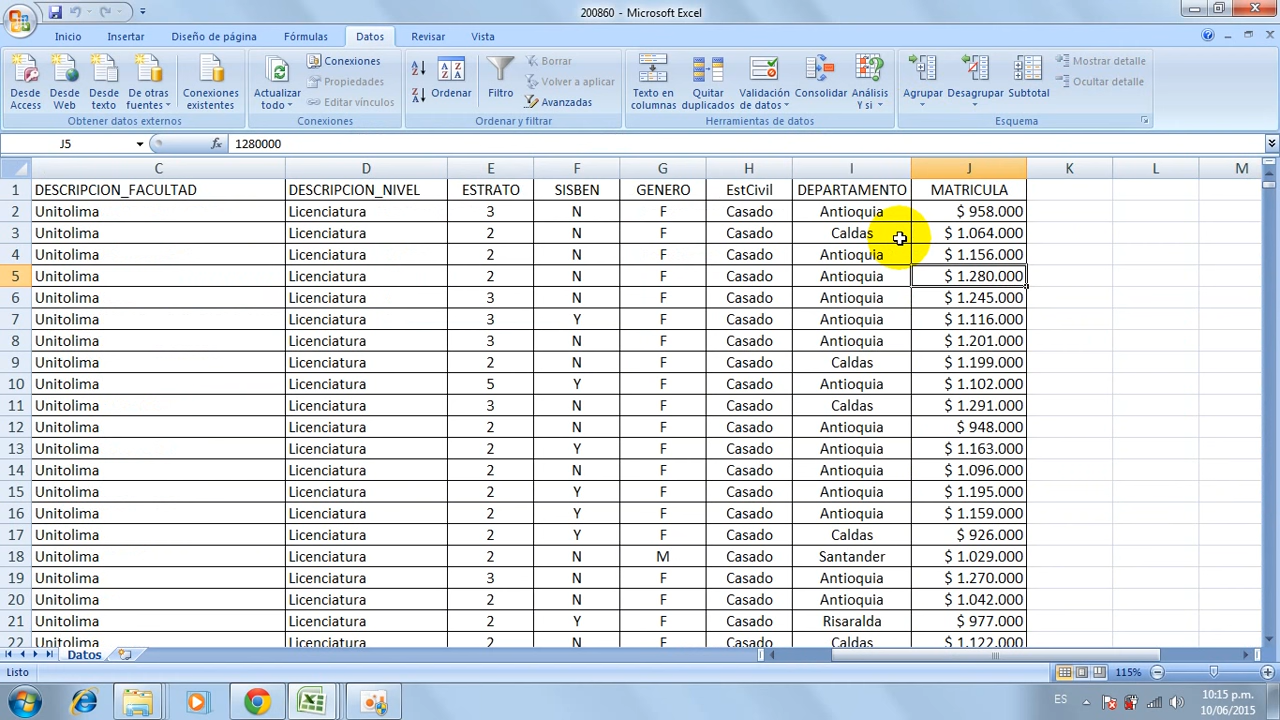 200860 - Microsoft Excel
Inicio Insertar Diseño de página Fórmulas Datos Revisar Vista
Desde Access
Desde Web
Desde texto
De otras fuentes
Conexiones existentes
Obtener datos externos
Actualizar todo
Conexiones
Propiedades
Editar vínculos
Conexiones
Ordenar
Filtro
Borrar
Volver a aplicar
Avanzadas
Ordenar y filtrar
Texto en columnas
Quitar duplicados
Validación de datos
Consolidar
Análisis Y si
Herramientas de datos
Agrupar
Desagrupar
Subtotal
Mostrar detalle
Ocultar detalle
Esquema
J5 fx 1280000
C D E F G H I J K L M
1 DESCRIPCION_FACULTAD DESCRIPCION_NIVEL ESTRATO SISBEN GENERO EstCivil DEPARTAMENTO MATRICULA
2 Unitolima Licenciatura 3 N F Casado Antioquia $ 958.000
3 Unitolima Licenciatura 2 N F Casado Caldas $ 1.064.000
4 Unitolima Licenciatura 2 N F Casado Antioquia $ 1.156.000
5 Unitolima Licenciatura 2 N F Casado Antioquia $ 1.280.000
6 Unitolima Licenciatura 3 N F Casado Antioquia $ 1.245.000
7 Unitolima Licenciatura 3 Y F Casado Antioquia $ 1.116.000
8 Unitolima Licenciatura 3 N F Casado Antioquia $ 1.201.000
9 Unitolima Licenciatura 2 N F Casado Caldas $ 1.199.000
10 Unitolima Licenciatura 5 Y F Casado Antioquia $ 1.102.000
11 Unitolima Licenciatura 3 N F Casado Caldas $ 1.291.000
12 Unitolima Licenciatura 2 N F Casado Antioquia $ 948.000
13 Unitolima Licenciatura 2 Y F Casado Antioquia $ 1.163.000
14 Unitolima Licenciatura 2 N F Casado Antioquia $ 1.096.000
15 Unitolima Licenciatura 2 Y F Casado Antioquia $ 1.195.000
16 Unitolima Licenciatura 2 Y F Casado Antioquia $ 1.159.000
17 Unitolima Licenciatura 2 Y F Casado Caldas $ 926.000
18 Unitolima Licenciatura 2 N M Casado Santander $ 1.029.000
19 Unitolima Licenciatura 3 N F Casado Antioquia $ 1.270.000
20 Unitolima Licenciatura 2 N F Casado Antioquia $ 1.042.000
21 Unitolima Licenciatura 2 Y F Casado Risaralda $ 977.000
22 Unitolima Licenciatura 2 N F Casado Caldas $ 1.122.000
Datos
Listo 115%
ES 10:15 p.m.
10/06/2015